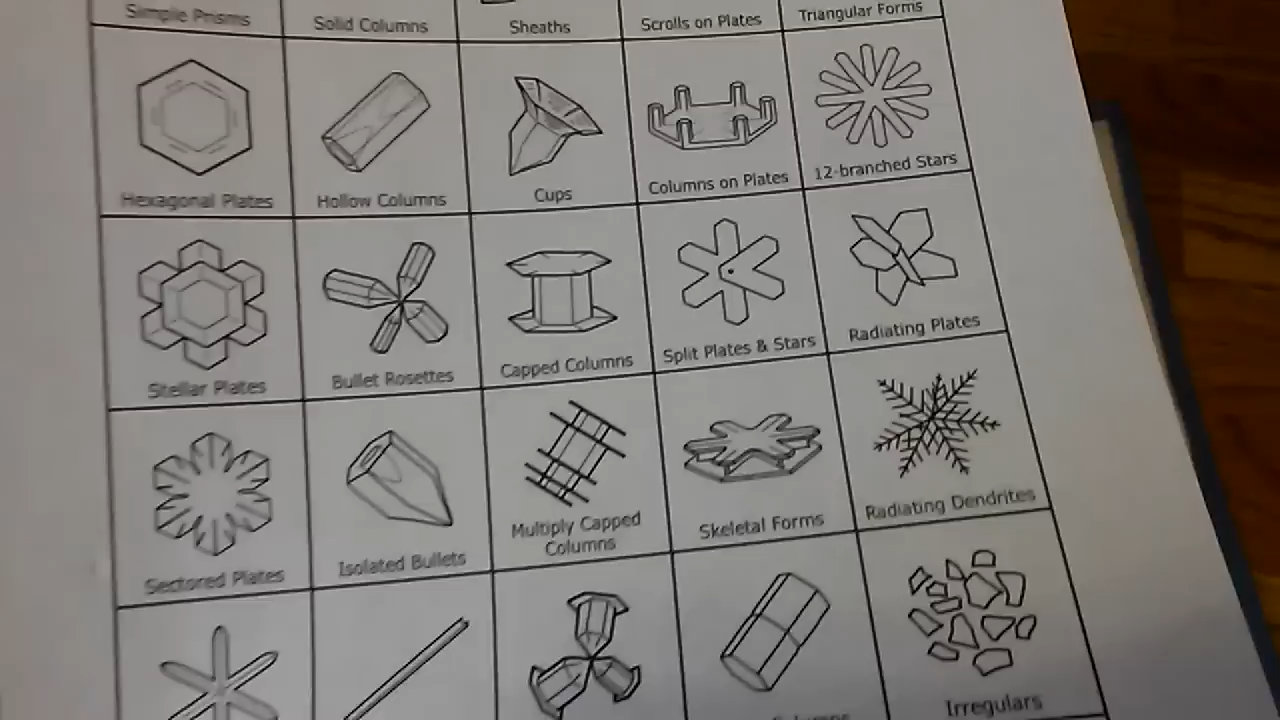 Simple Prisms
Solid Columns
Sheaths
Scrolls on Plates
Triangular Forms
Hexagonal Plates
Hollow Columns
Cups
Columns on Plates
12-branched Stars
Stellar Plates
Bullet Rosettes
Capped Columns
Split Plates & Stars
Radiating Plates
Sectored Plates
Isolated Bullets
Multiply Capped
Columns
Skeletal Forms
Radiating Dendrites
Irregulars